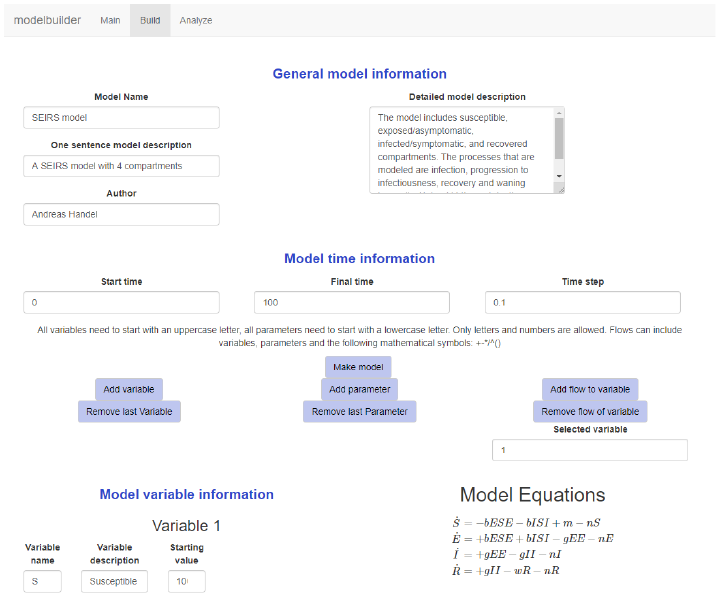 modelbuilder Main Build Analyze
General model information
Model Name
SEIRS model
One sentence model description
A SEIRS model with 4 compartments
Author
Andreas Handel
Detailed model description
The model includes susceptible,
exposed/asymptomatic,
infected/symptomatic, and recovered
compartments. The processes that are
modeled are infection, progression to
infectiousness, recovery and waning
Model time information
Start time Final time Time step
0 100 0.1
All variables need to start with an uppercase letter, all parameters need to start with a lowercase letter. Only letters and numbers are allowed. Flows can include
variables, parameters and the following mathematical symbols: +-*/^()
Make model
Add variable Add parameter Add flow to variable
Remove last Variable Remove last Parameter Remove flow of variable
Selected variable
1
Model variable information
Variable 1
Variable name Variable description Starting value
S Susceptible 10
Model Equations
Ṡ = −bESE − bISI + m − nS
Ė = +bESE + bISI − gEE − nE
İ = +gEE − gII − nI
Ṙ = +gII − wR − nR